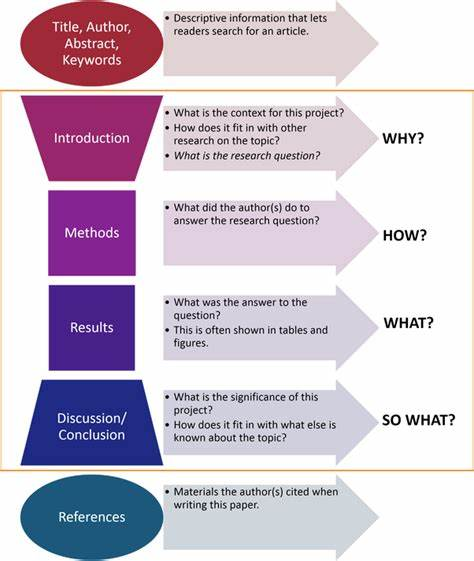 Title, Author,
Abstract,
Keywords
• Descriptive information that lets
readers search for an article.
Introduction
• What is the context for this project?
• How does it fit in with other
research on the topic?
• What is the research question?
WHY?
Methods
• What did the author(s) do to
answer the research question?
HOW?
Results
• What was the answer to the
question?
• This is often shown in tables and
figures.
WHAT?
Discussion/
Conclusion
• What is the significance of this
project?
• How does it fit in with what else is
known about the topic?
SO WHAT?
References
• Materials the author(s) cited when
writing this paper.